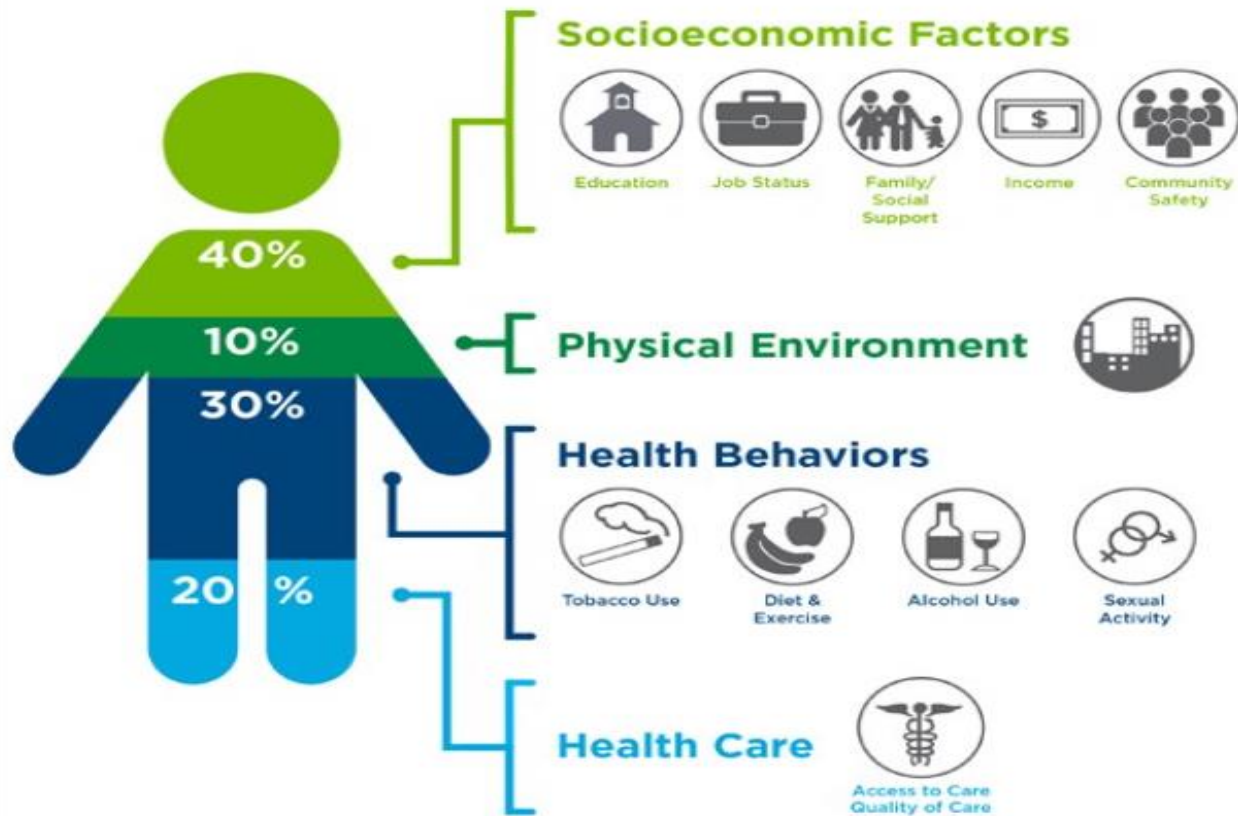 Socioeconomic Factors
$
Education
Job Status
Family/
Social
Support
Income
Community
Safety
40%
10%
Physical Environment
30%
Health Behaviors
Tobacco Use
Diet &
Exercise
Alcohol Use
Sexual
Activity
20 %
Health Care
Access to Care
Quality of Care